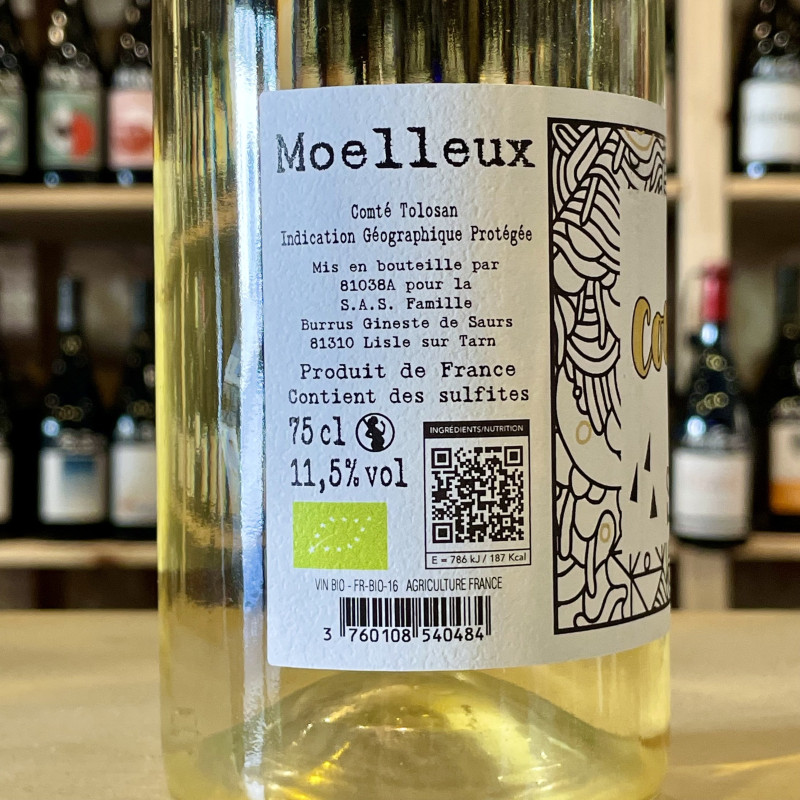 Moelleux
Comté Tolosan
Indication Géographique Protégée
Mis en bouteille par
81038A pour la
S.A.S. Famille
Burrus Gineste de Saurs
81310 Lisle sur Tarn
Produit de France
Contient des sulfites
75 cl
11,5% vol
INGRÉDIENTS/NUTRITION
E = 786 kJ / 187 Kcal
VIN BIO - FR-BIO-16 AGRICULTURE FRANCE
3 760108 540484